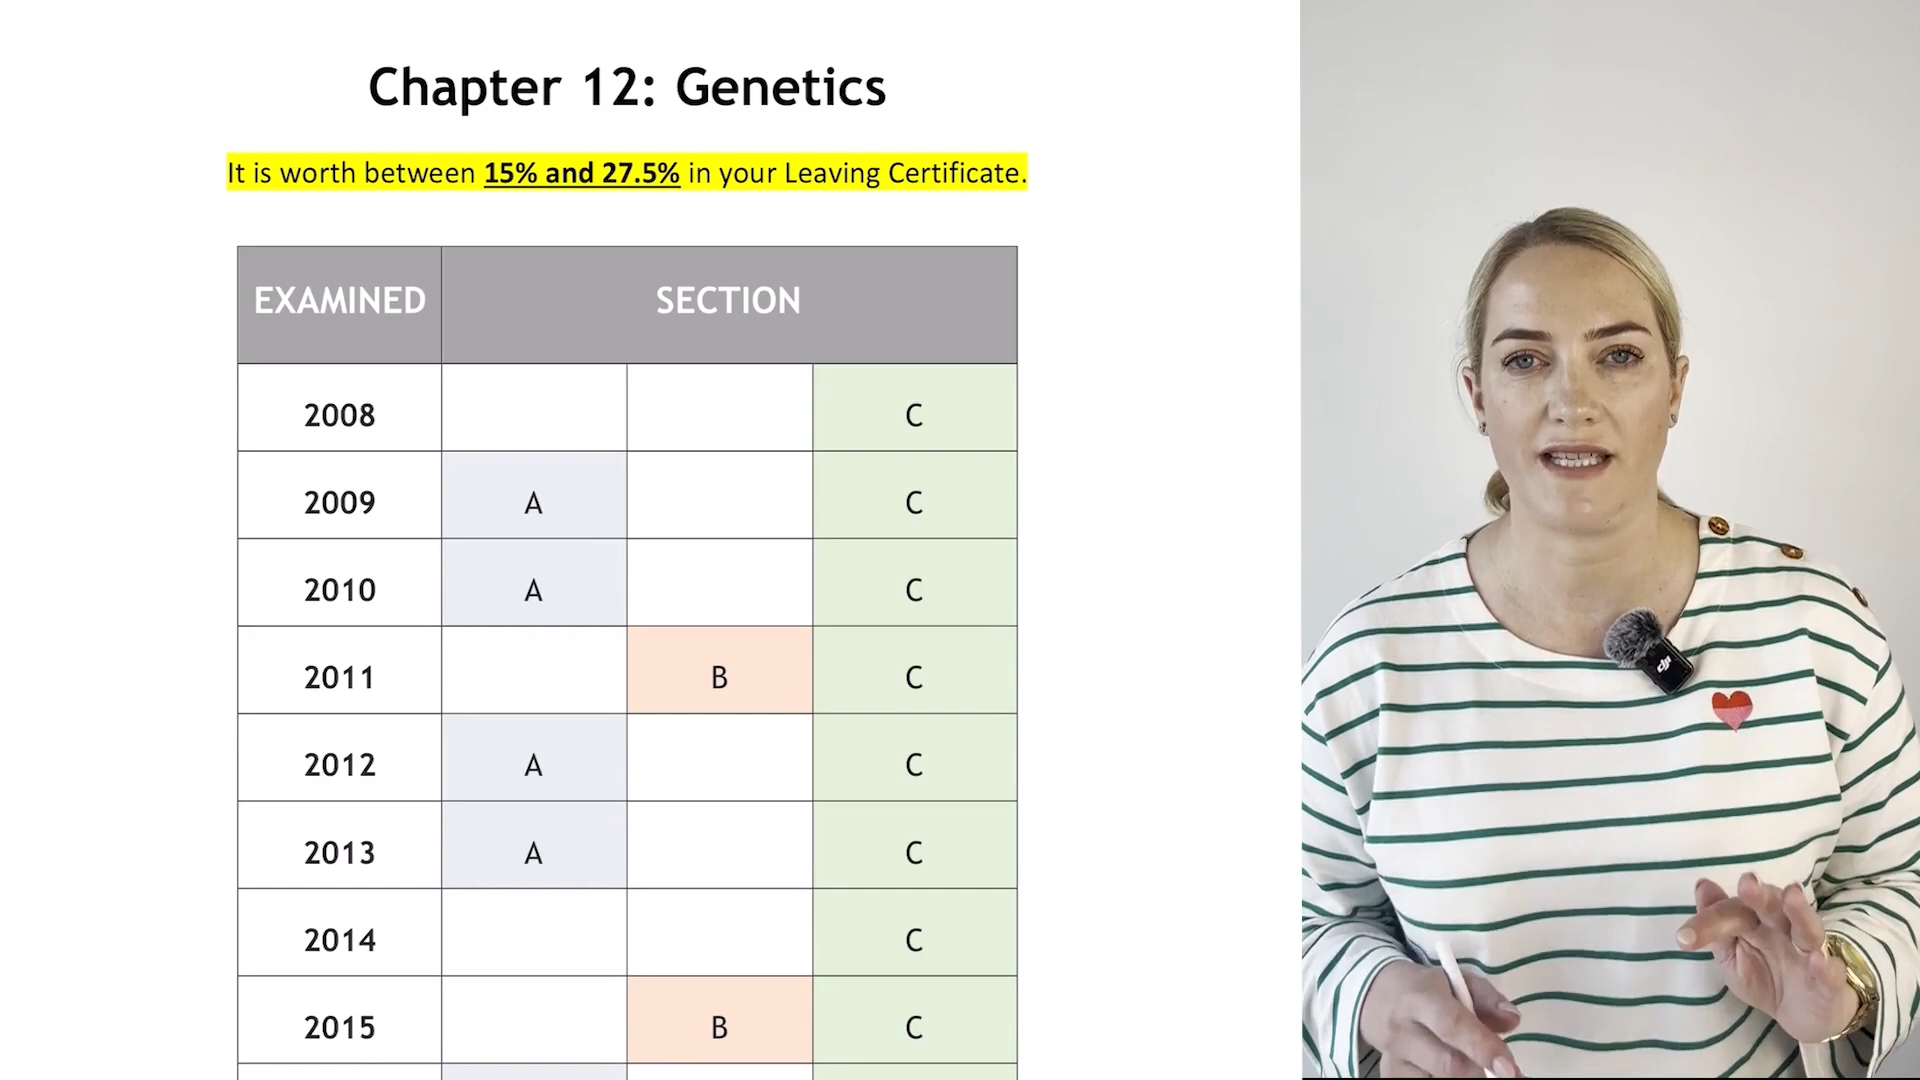 Chapter 12: Genetics
It is worth between 15% and 27.5% in your Leaving Certificate.
EXAMINED SECTION
2008 C
2009 A C
2010 A C
2011 B C
2012 A C
2013 A C
2014 C
2015 B C
dji